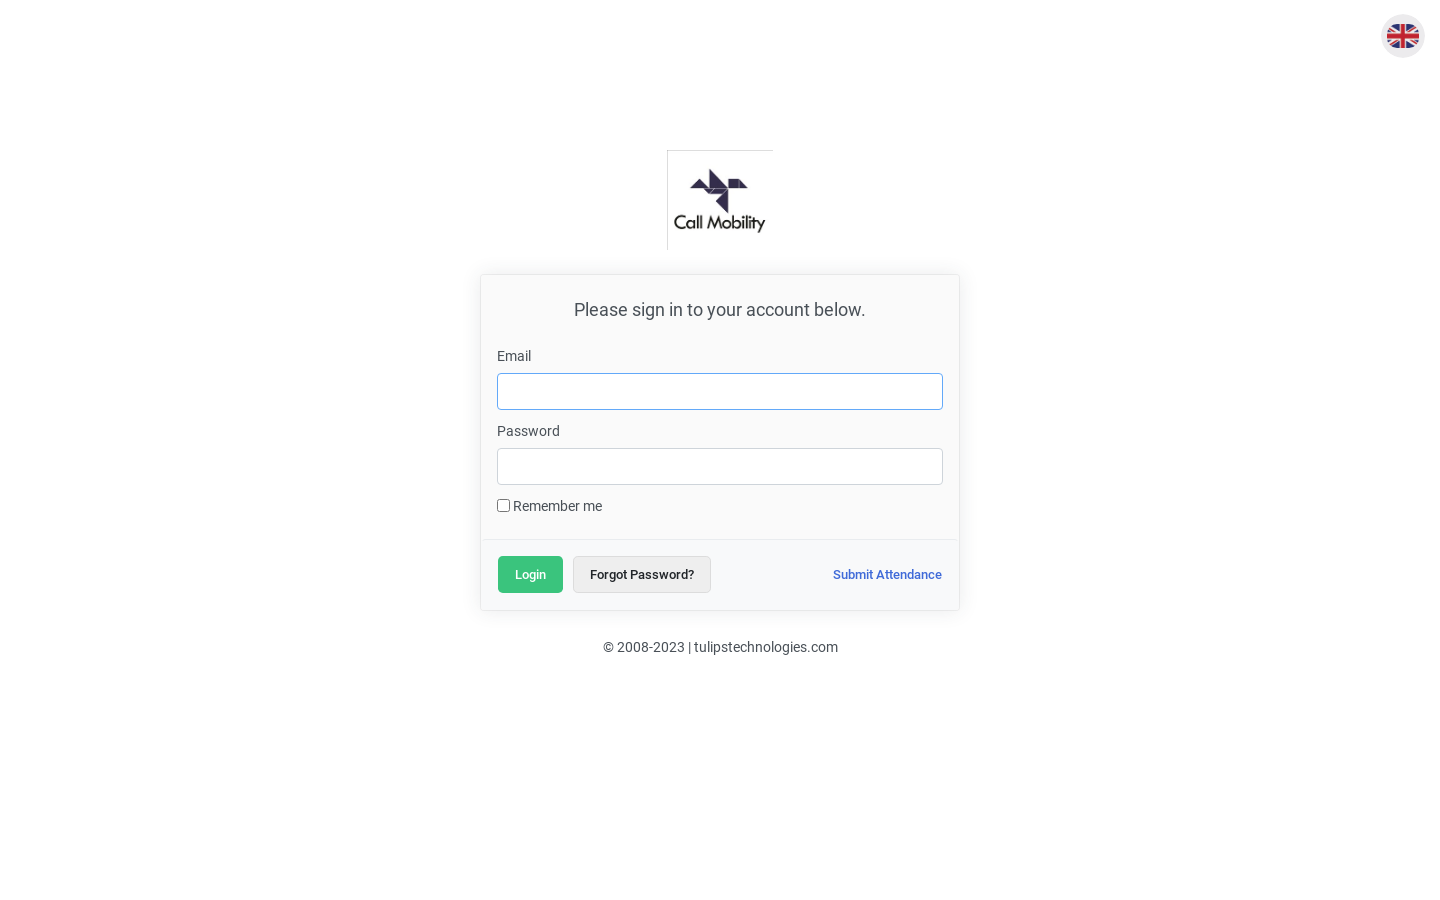 Call Mobility
Please sign in to your account below.
Email
Password
Remember me
Login
Forgot Password?
Submit Attendance
© 2008-2023 | tulipstechnologies.com